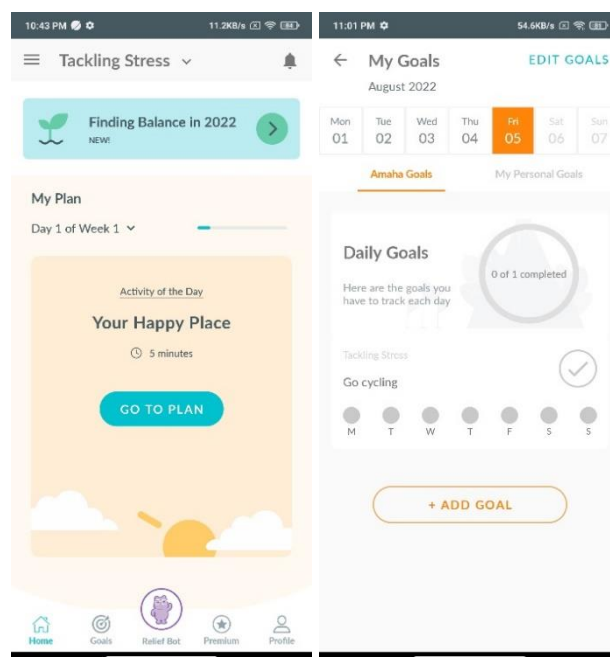 10:43 PM
11.2KB/s
Tackling Stress
Finding Balance in 2022
NEW!
My Plan
Day 1 of Week 1
Activity of the Day
Your Happy Place
5 minutes
GO TO PLAN
Home Goals Relief Bot Premium Profile
11:01 PM
54.6KB/s
My Goals EDIT GOALS
August 2022
Mon Tue Wed Thu Fri Sat Sun
01 02 03 04 05 06 07
Amaha Goals My Personal Goals
Daily Goals
0 of 1 completed
Here are the goals you
have to track each day
Tackling Stress
Go cycling
M T W T F S S
+ ADD GOAL